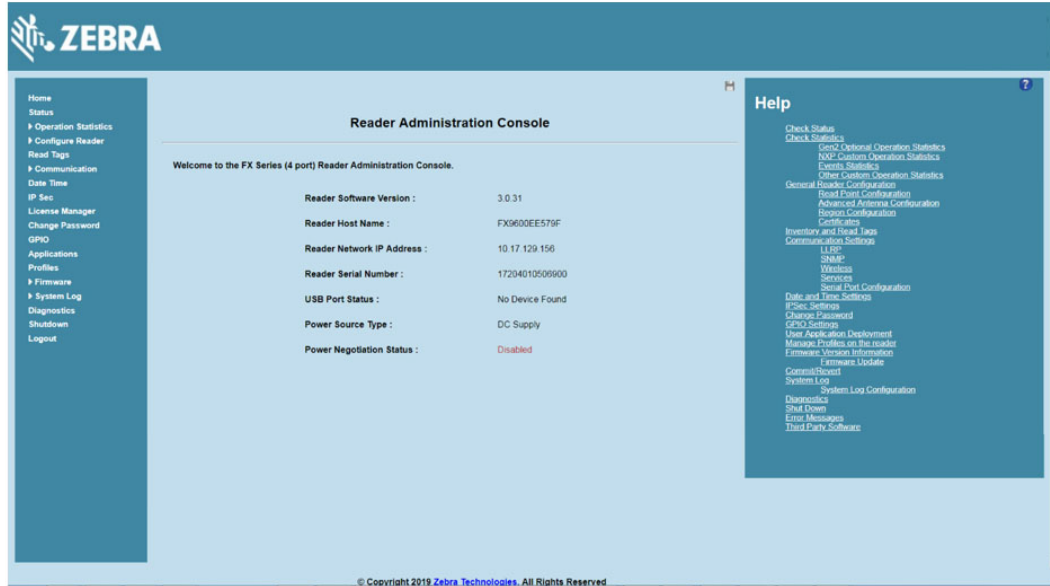 ZEBRA
Home
Status
Operation Statistics
Configure Reader
Read Tags
Communication
Date Time
IP Sec
License Manager
Change Password
GPIO
Applications
Profiles
Firmware
System Log
Diagnostics
Shutdown
Logout
Reader Administration Console
Welcome to the FX Series (4 port) Reader Administration Console.
Reader Software Version : 3.0.31
Reader Host Name : FX9600EE579F
Reader Network IP Address : 10.17.129.156
Reader Serial Number : 17204010506900
USB Port Status : No Device Found
Power Source Type : DC Supply
Power Negotiation Status : Disabled
?
Help
Check Status
Check Statistics
Gen2 Optional Operation Statistics
NXP Custom Operation Statistics
Events Statistics
Other Custom Operation Statistics
General Reader Configuration
Read Point Configuration
Advanced Antenna Configuration
Region Configuration
Certificates
Inventory and Read Tags
Communication Settings
LLRP
SNMP
Wireless
Services
Serial Port Configuration
Date and Time Settings
IPSec Settings
Change Password
GPIO Settings
User Application Deployment
Manage Profiles on the reader
Firmware Version Information
Firmware Update
Commit/Revert
System Log
System Log Configuration
Diagnostics
Shut Down
Error Messages
Third Party Software
© Copyright 2019 Zebra Technologies. All Rights Reserved